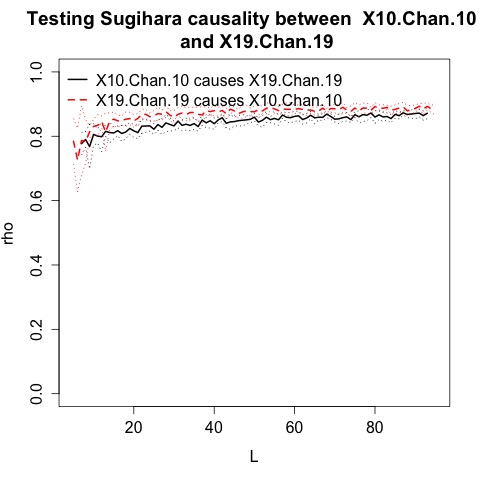 Testing Sugihara causality between  X10.Chan.10
and X19.Chan.19
X10.Chan.10 causes X19.Chan.19
X19.Chan.19 causes X10.Chan.10
rho
1.0
0.8
0.6
0.4
0.2
0.0
20 40 60 80
L